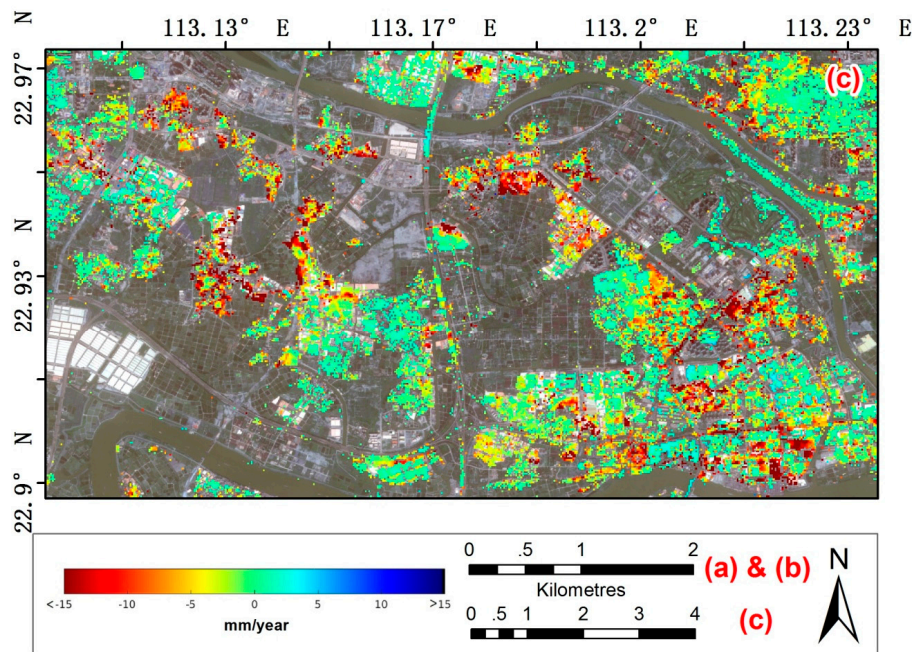 113.13° E 113.17° E 113.2° E 113.23° E
22.97° N
(c)
22.93° N
22.9° N
0 .5 1 2
Kilometres
(a) & (b)
N
<-15 -10 -5 0 5 10 >15
mm/year
0 .5 1 2 3 4
(c)